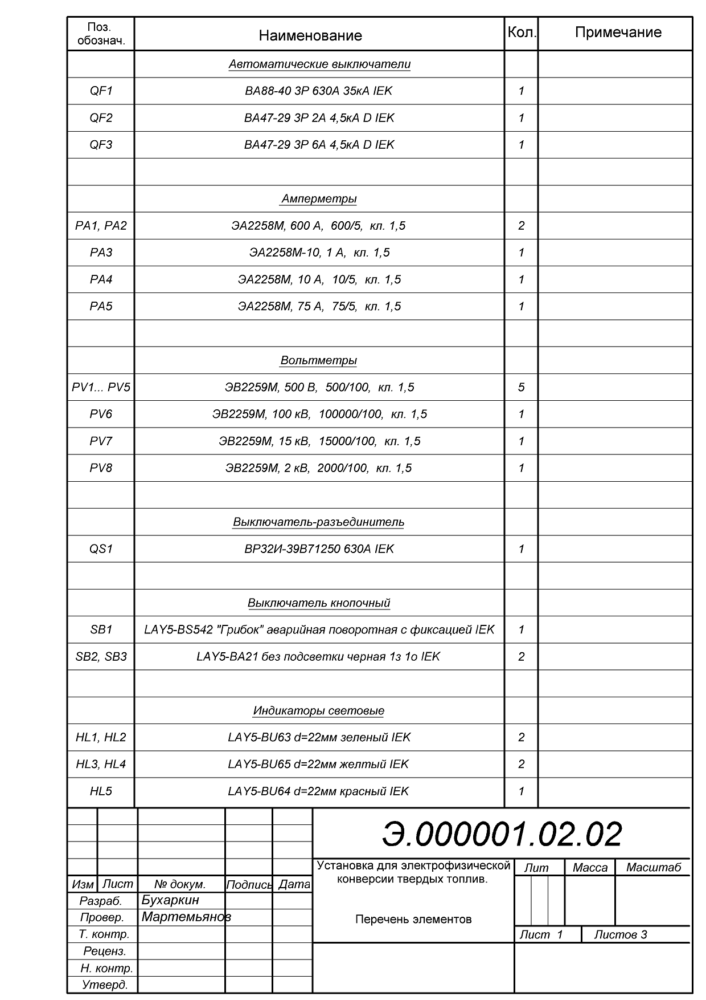 Поз. обознач. Наименование Кол. Примечание
Автоматические выключатели
QF1 ВА88-40 3Р 630А 35кА IEK 1
QF2 ВА47-29 3Р 2А 4,5кА D IEK 1
QF3 ВА47-29 3Р 6А 4,5кА D IEK 1
Амперметры
PA1, PA2 ЭА2258М, 600 А, 600/5, кл. 1,5 2
PA3 ЭА2258М-10, 1 А, кл. 1,5 1
PA4 ЭА2258М, 10 А, 10/5, кл. 1,5 1
PA5 ЭА2258М, 75 А, 75/5, кл. 1,5 1
Вольтметры
PV1... PV5 ЭВ2259М, 500 В, 500/100, кл. 1,5 5
PV6 ЭВ2259М, 100 кВ, 100000/100, кл. 1,5 1
PV7 ЭВ2259М, 15 кВ, 15000/100, кл. 1,5 1
PV8 ЭВ2259М, 2 кВ, 2000/100, кл. 1,5 1
Выключатель-разъединитель
QS1 ВР32И-39В71250 630А IEK 1
Выключатель кнопочный
SB1 LAY5-BS542 "Грибок" аварийная поворотная с фиксацией IEK 1
SB2, SB3 LAY5-BA21 без подсветки черная 1з 1о IEK 2
Индикаторы световые
HL1, HL2 LAY5-BU63 d=22мм зеленый IEK 2
HL3, HL4 LAY5-BU65 d=22мм желтый IEK 2
HL5 LAY5-BU64 d=22мм красный IEK 1
Э.000001.02.02
Установка для электрофизической
конверсии твердых топлив.
Перечень элементов
Лит Масса Масштаб
Лист 1 Листов 3
Изм Лист № докум. Подпись Дата
Разраб. Бухаркин
Провер. Мартемьянов
Т. контр.
Реценз.
Н. контр.
Утверд.